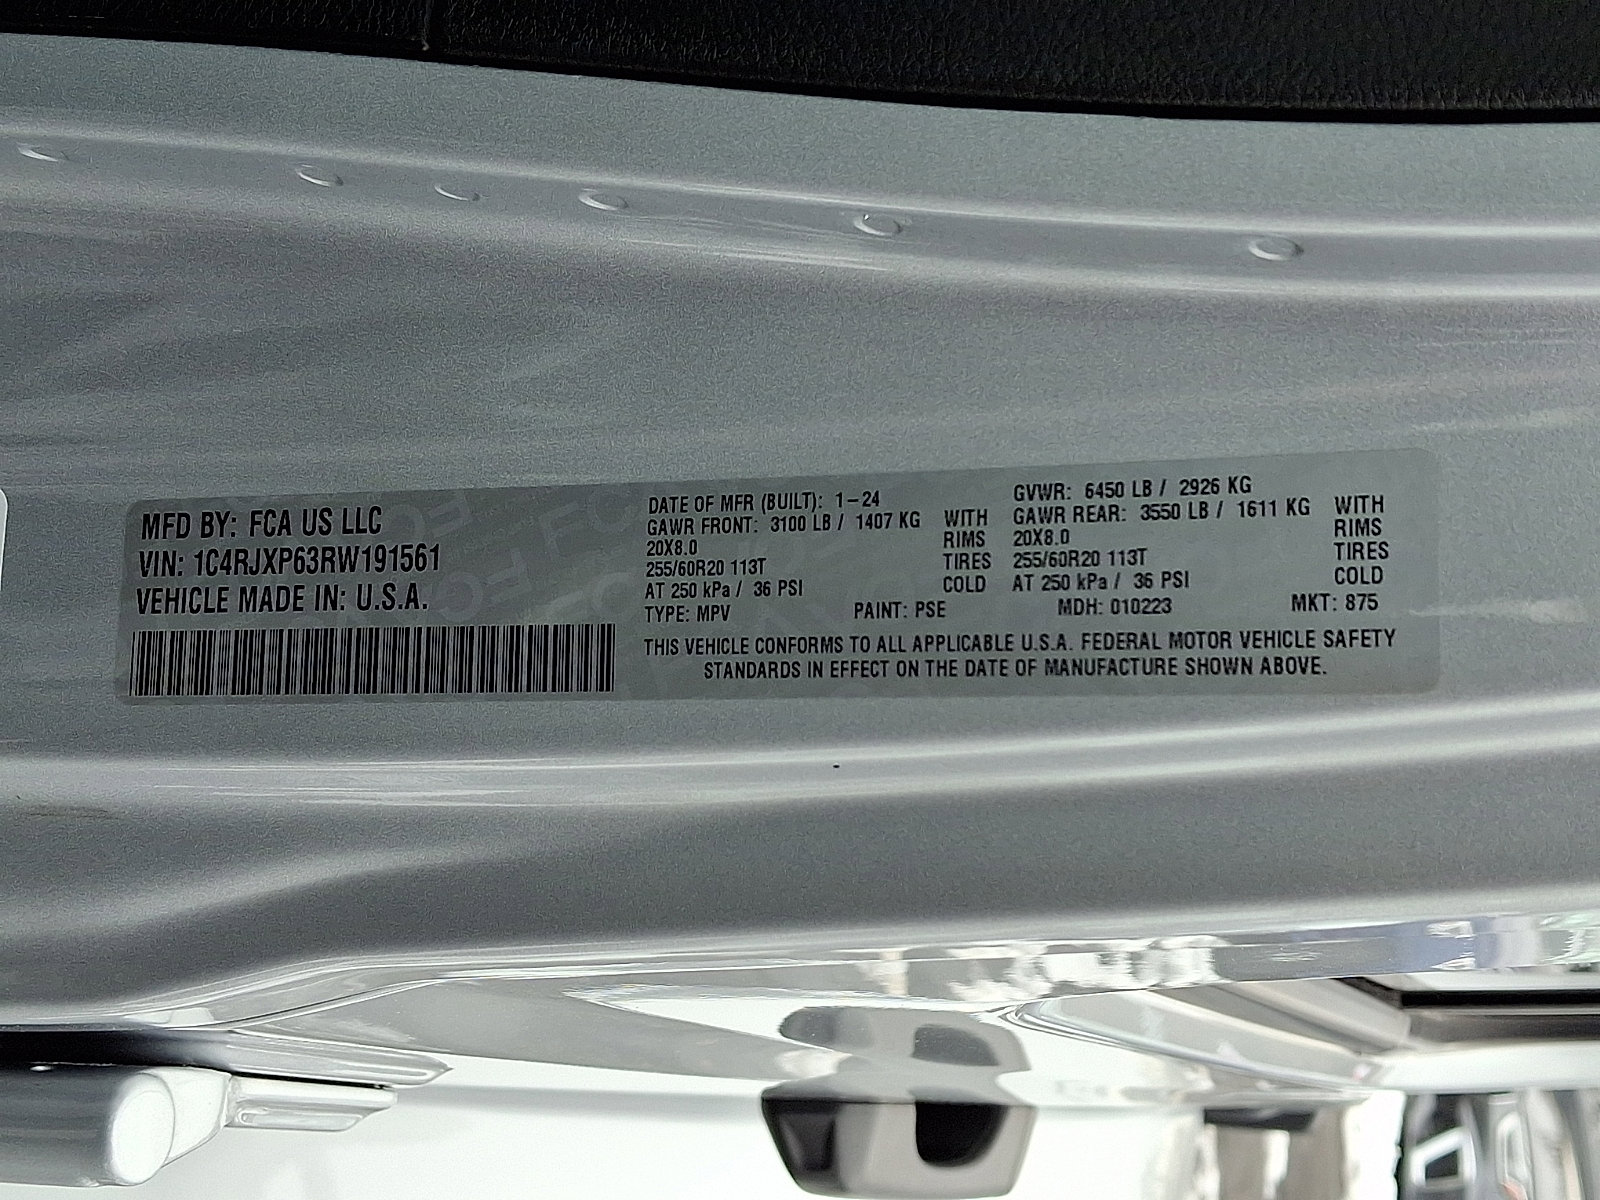 MFD BY: FCA US LLC
VIN: 1C4RJXP63RW191561
VEHICLE MADE IN: U.S.A.
DATE OF MFR (BUILT): 1-24
GAWR FRONT: 3100 LB / 1407 KG WITH
20X8.0 RIMS
255/60R20 113T TIRES
AT 250 kPa / 36 PSI COLD
GVWR: 6450 LB / 2926 KG
GAWR REAR: 3550 LB / 1611 KG WITH
20X8.0 RIMS
255/60R20 113T TIRES
AT 250 kPa / 36 PSI COLD
TYPE: MPV PAINT: PSE MDH: 010223 MKT: 875
THIS VEHICLE CONFORMS TO ALL APPLICABLE U.S.A. FEDERAL MOTOR VEHICLE SAFETY
STANDARDS IN EFFECT ON THE DATE OF MANUFACTURE SHOWN ABOVE.